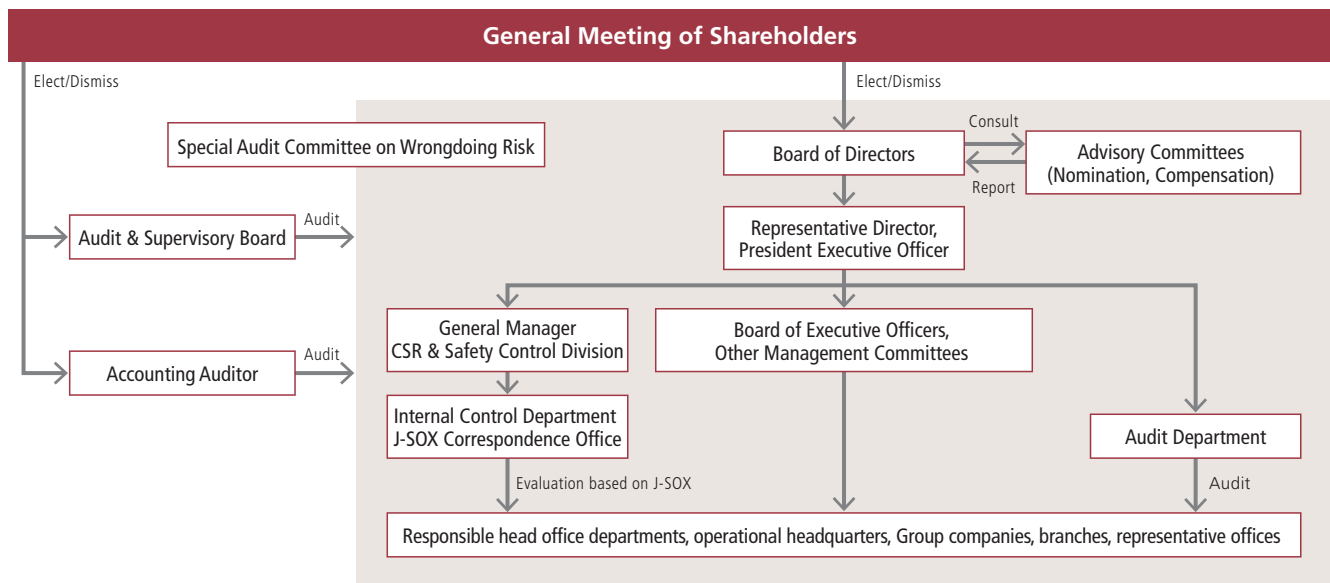 General Meeting of Shareholders
Elect/Dismiss
Elect/Dismiss
Special Audit Committee on Wrongdoing Risk
Board of Directors
Consult
Report
Advisory Committees
(Nomination, Compensation)
Audit & Supervisory Board
Audit
Representative Director,
President Executive Officer
General Manager
CSR & Safety Control Division
Board of Executive Officers,
Other Management Committees
Accounting Auditor
Audit
Internal Control Department
J-SOX Correspondence Office
Audit Department
Evaluation based on J-SOX
Audit
Responsible head office departments, operational headquarters, Group companies, branches, representative offices